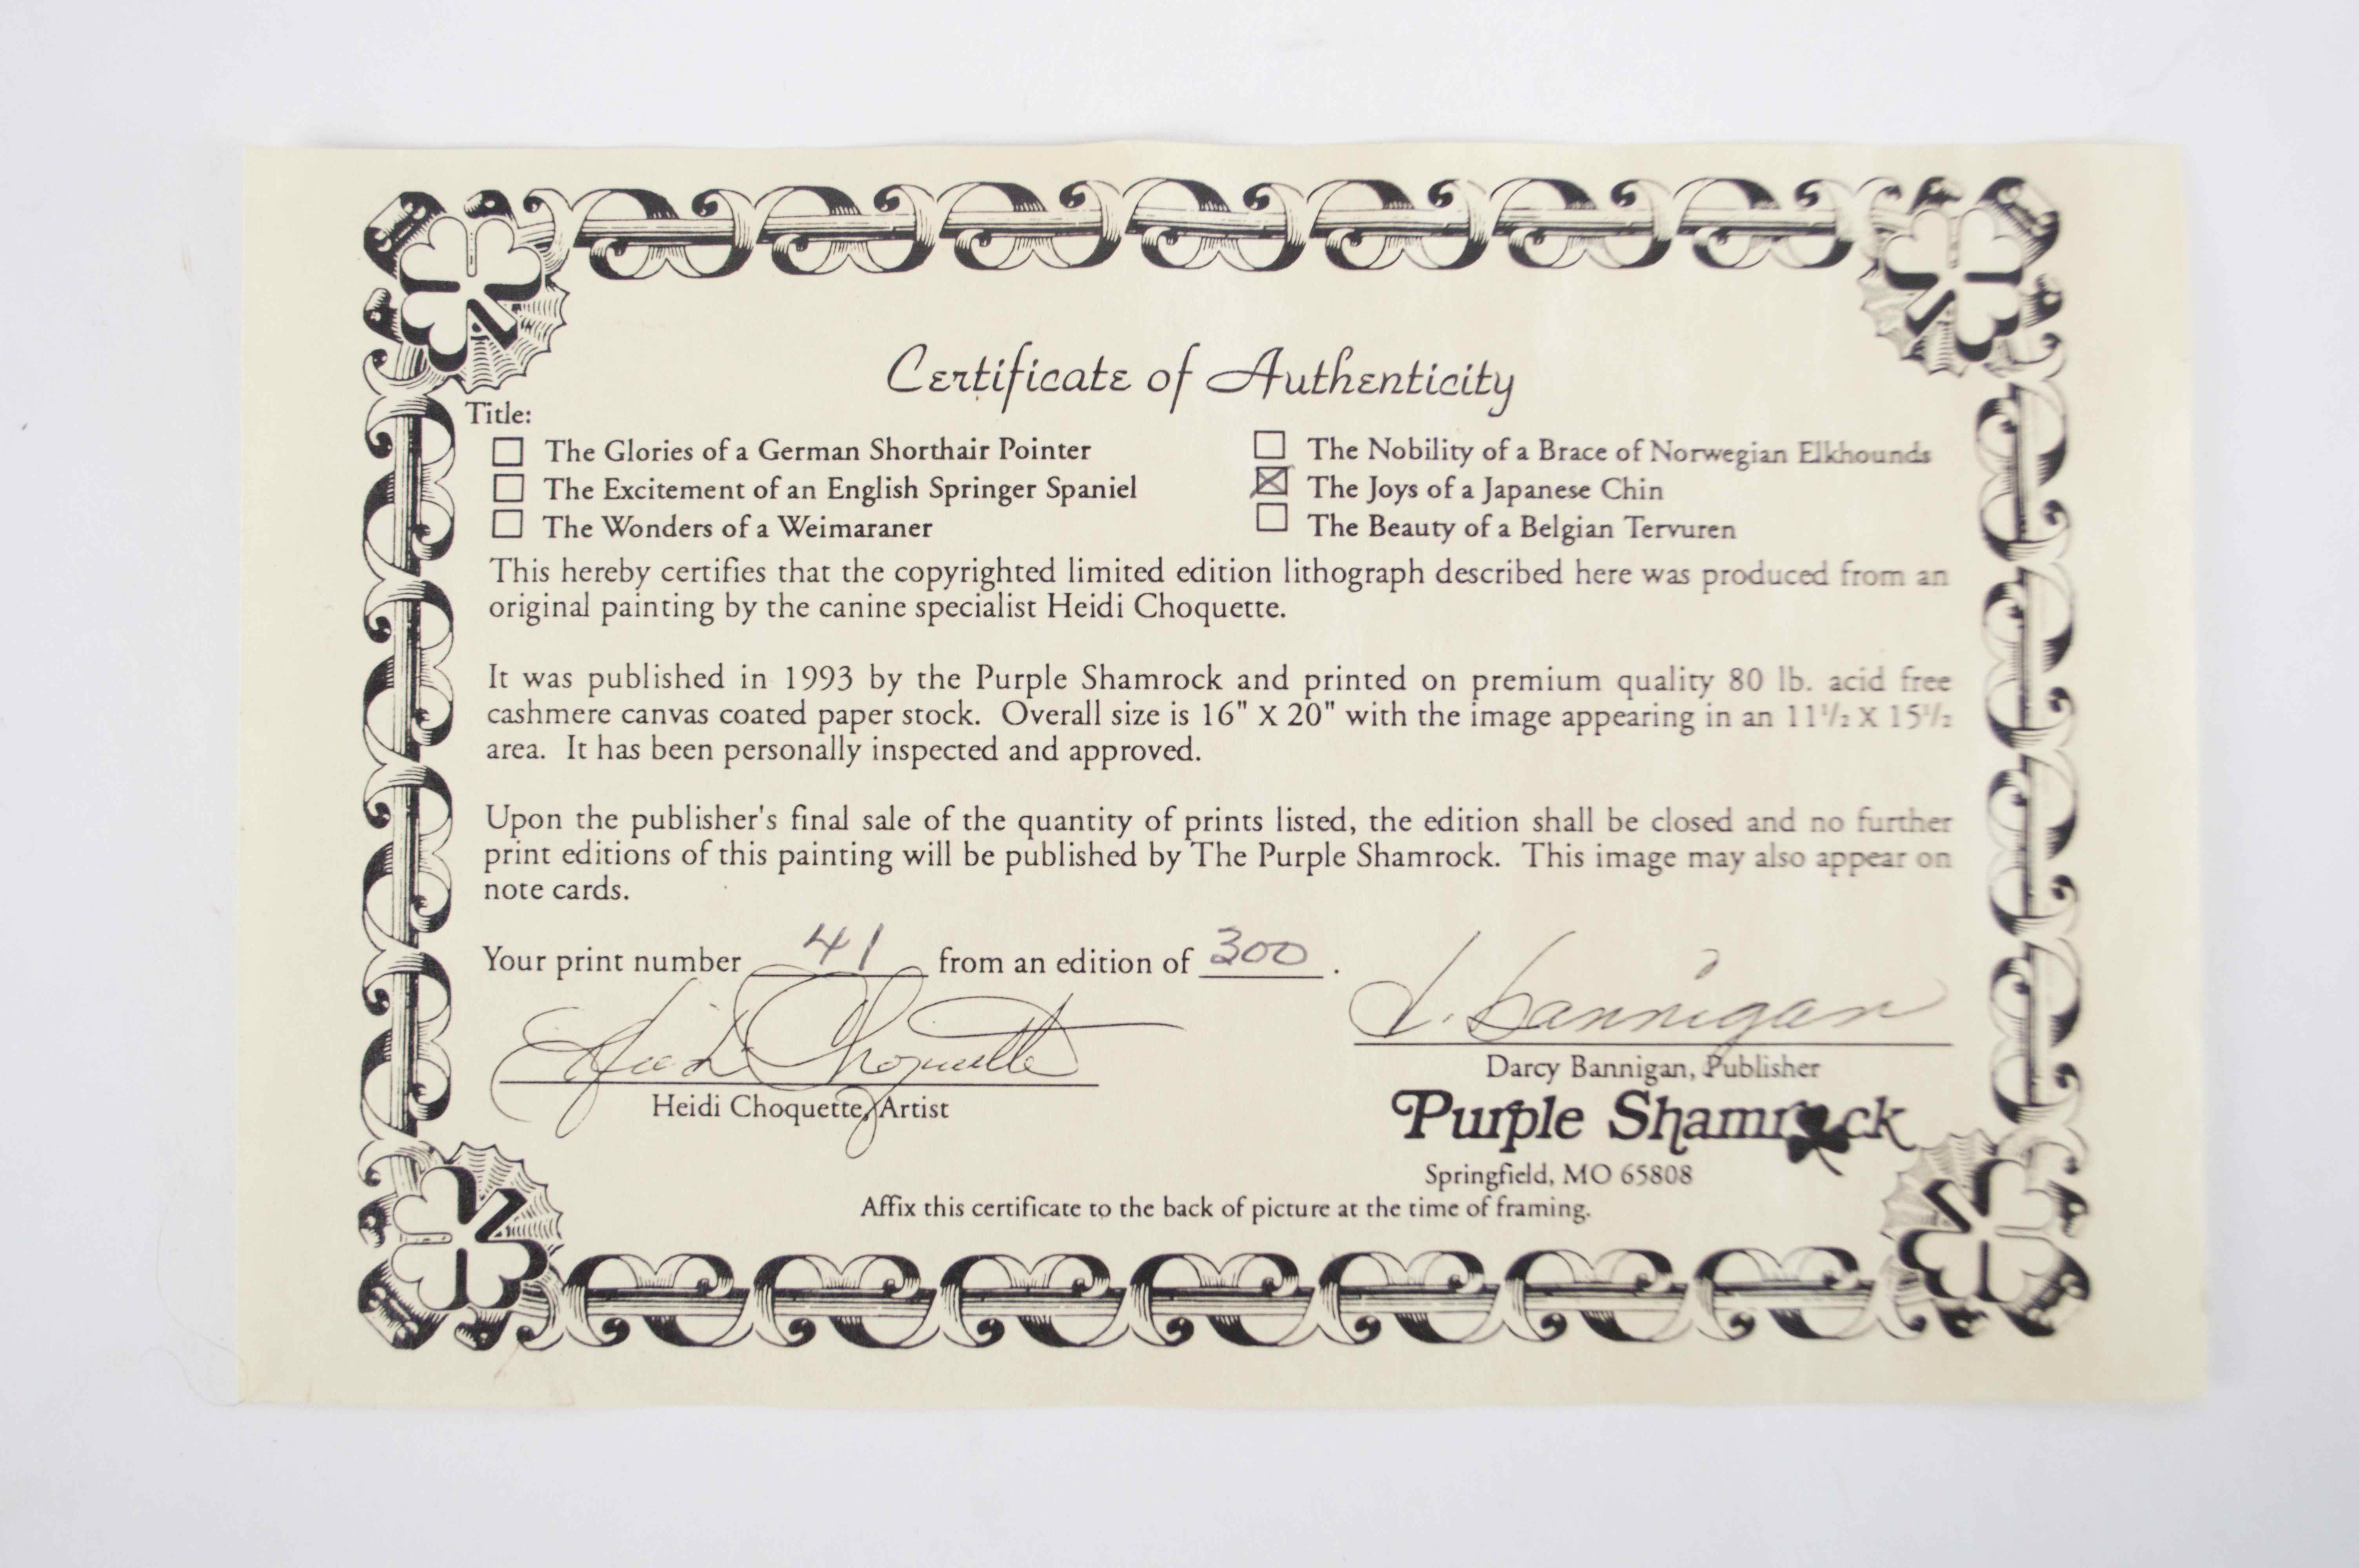 Certificate of Authenticity
Title:
☐ The Glories of a German Shorthair Pointer
☐ The Excitement of an English Springer Spaniel
☐ The Wonders of a Weimaraner
☐ The Nobility of a Brace of Norwegian Elkhounds
☒ The Joys of a Japanese Chin
☐ The Beauty of a Belgian Tervuren
This hereby certifies that the copyrighted limited edition lithograph described here was produced from an
original painting by the canine specialist Heidi Choquette.
It was published in 1993 by the Purple Shamrock and printed on premium quality 80 lb. acid free
cashmere canvas coated paper stock. Overall size is 16" X 20" with the image appearing in an 11 1/2 X 15 1/2
area. It has been personally inspected and approved.
Upon the publisher's final sale of the quantity of prints listed, the edition shall be closed and no further
print editions of this painting will be published by The Purple Shamrock. This image may also appear on
note cards.
Your print number 41 from an edition of 300.
Heidi Choquette
Heidi Choquette, Artist
D. Bannigan
Darcy Bannigan, Publisher
Purple Shamrock
Springfield, MO 65808
Affix this certificate to the back of picture at the time of framing.